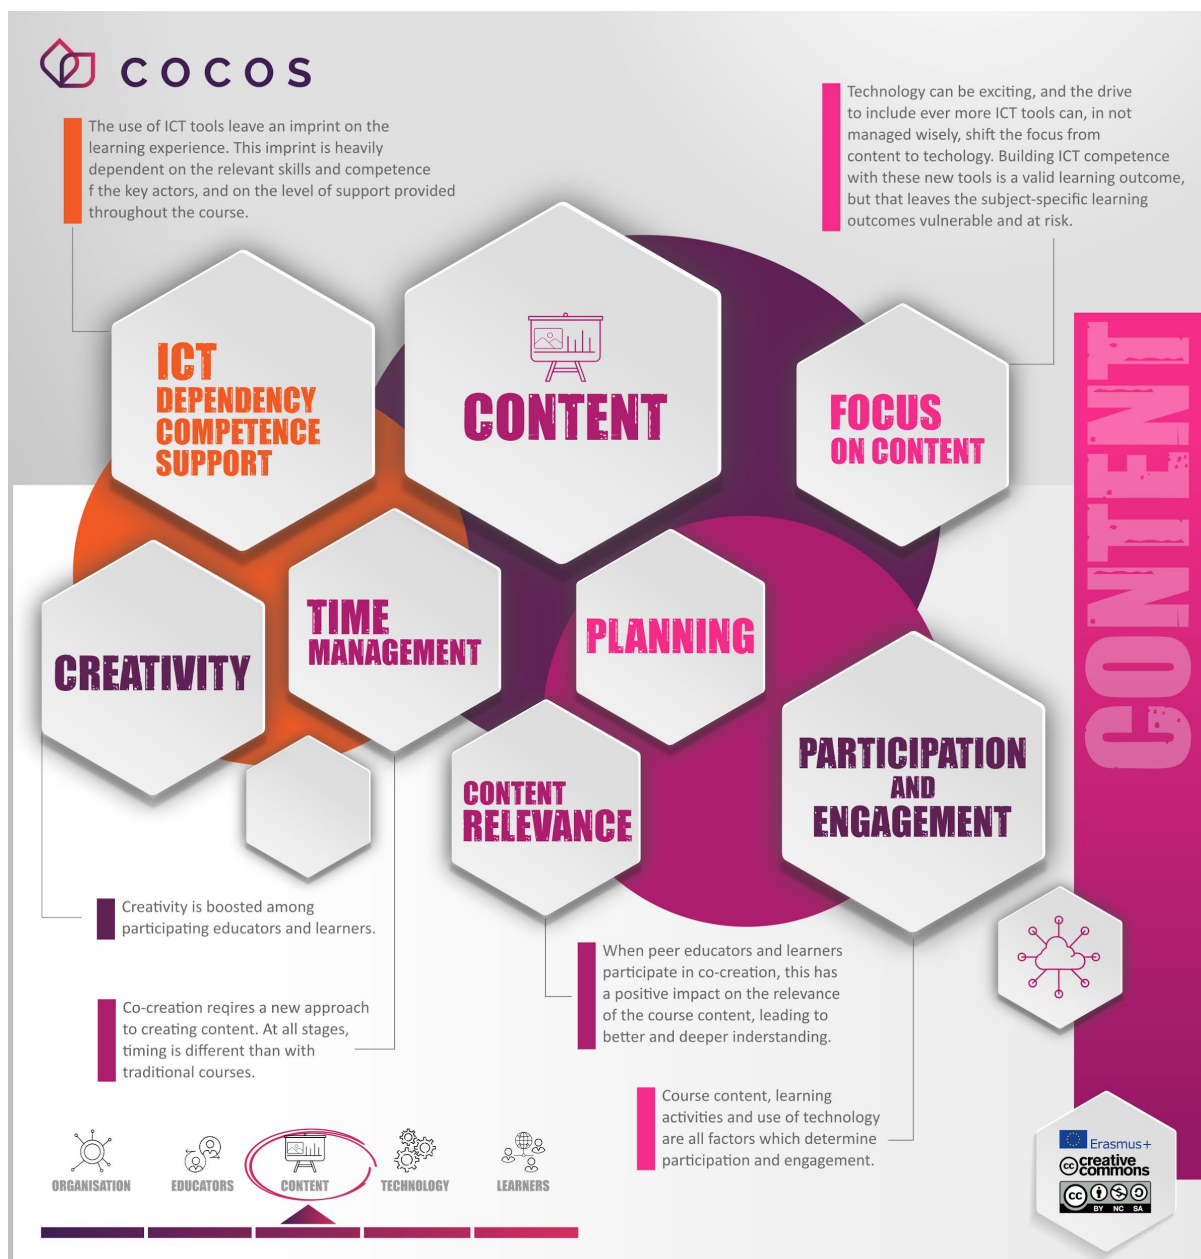 COCOS
The use of ICT tools leave an imprint on the
learning experience. This imprint is heavily
dependent on the relevant skills and competence
f the key actors, and on the level of support provided
throughout the course.
Technology can be exciting, and the drive
to include ever more ICT tools can, in not
managed wisely, shift the focus from
content to techology. Building ICT competence
with these new tools is a valid learning outcome,
but that leaves the subject-specific learning
outcomes vulnerable and at risk.
ICT
DEPENDENCY
COMPETENCE
SUPPORT
CONTENT
FOCUS
ON CONTENT
CONTENT
CREATIVITY
TIME
MANAGEMENT
PLANNING
CONTENT
RELEVANCE
PARTICIPATION
AND
ENGAGEMENT
Creativity is boosted among
participating educators and learners.
Co-creation reqires a new approach
to creating content. At all stages,
timing is different than with
traditional courses.
When peer educators and learners
participate in co-creation, this has
a positive impact on the relevance
of the course content, leading to
better and deeper inderstanding.
Course content, learning
activities and use of technology
are all factors which determine
participation and engagement.
ORGANISATION
EDUCATORS
CONTENT
TECHNOLOGY
LEARNERS
Erasmus+
cc creative
commons
cc
BY NC SA